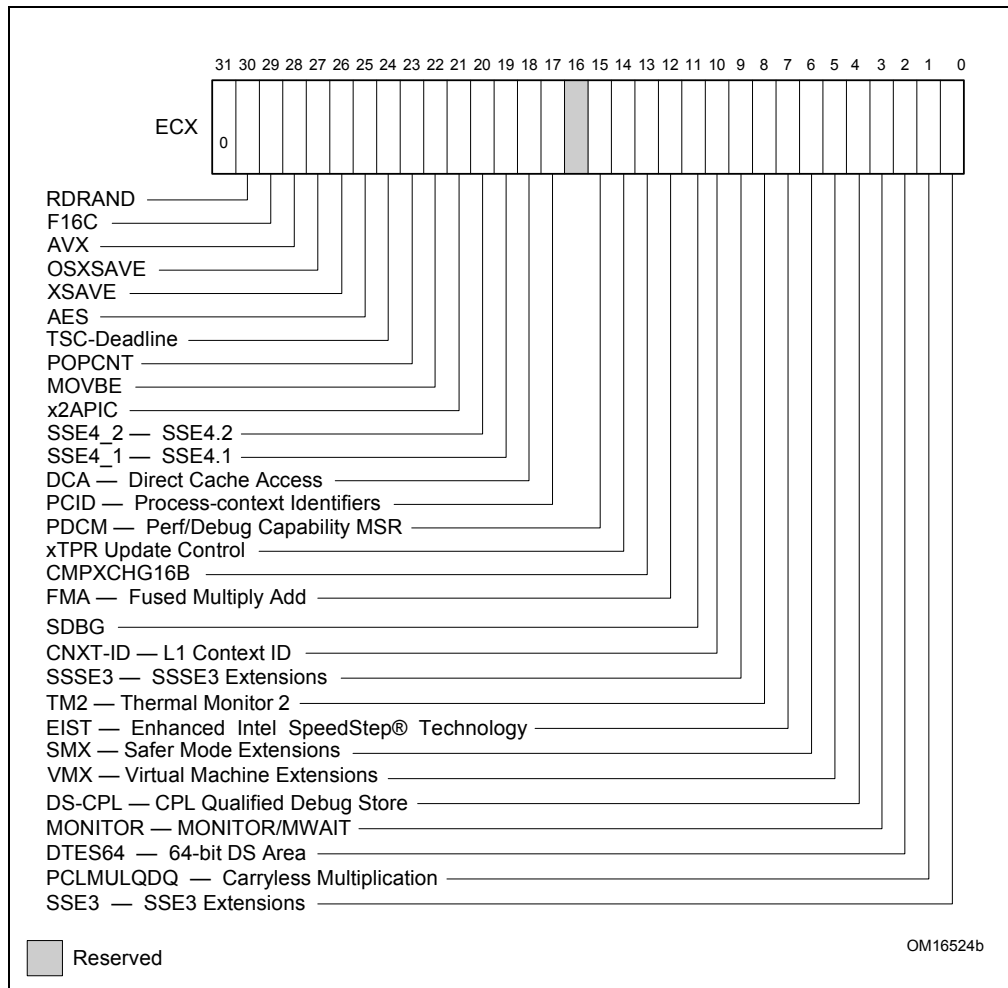 31 30 29 28 27 26 25 24 23 22 21 20 19 18 17 16 15 14 13 12 11 10 9 8 7 6 5 4 3 2 1 0
ECX
0
RDRAND
F16C
AVX
OSXSAVE
XSAVE
AES
TSC-Deadline
POPCNT
MOVBE
x2APIC
SSE4_2 — SSE4.2
SSE4_1 — SSE4.1
DCA — Direct Cache Access
PCID — Process-context Identifiers
PDCM — Perf/Debug Capability MSR
xTPR Update Control
CMPXCHG16B
FMA — Fused Multiply Add
SDBG
CNXT-ID — L1 Context ID
SSSE3 — SSSE3 Extensions
TM2 — Thermal Monitor 2
EIST — Enhanced Intel SpeedStep® Technology
SMX — Safer Mode Extensions
VMX — Virtual Machine Extensions
DS-CPL — CPL Qualified Debug Store
MONITOR — MONITOR/MWAIT
DTES64 — 64-bit DS Area
PCLMULQDQ — Carryless Multiplication
SSE3 — SSE3 Extensions
OM16524b
Reserved